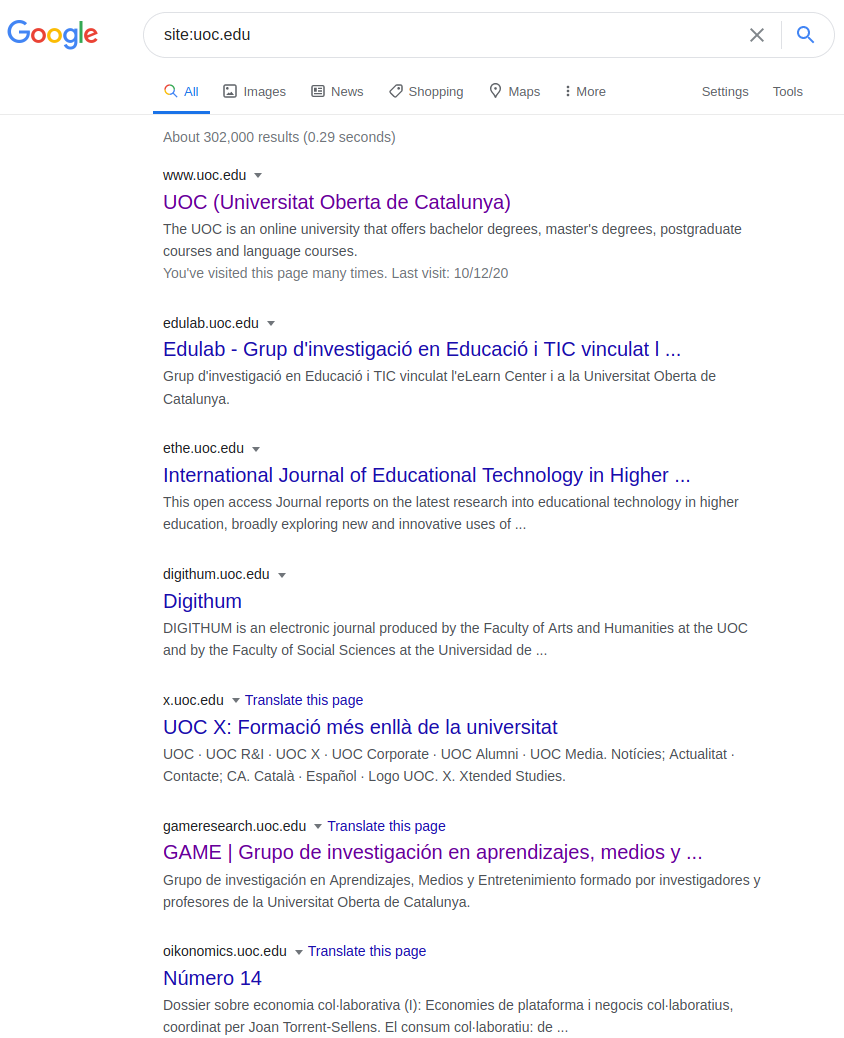 Google
site:uoc.edu
All Images News Shopping Maps More Settings Tools
About 302,000 results (0.29 seconds)
www.uoc.edu
UOC (Universitat Oberta de Catalunya)
The UOC is an online university that offers bachelor degrees, master's degrees, postgraduate
courses and language courses.
You've visited this page many times. Last visit: 10/12/20
edulab.uoc.edu
Edulab - Grup d'investigació en Educació i TIC vinculat l ...
Grup d'investigació en Educació i TIC vinculat l'eLearn Center i a la Universitat Oberta de
Catalunya.
ethe.uoc.edu
International Journal of Educational Technology in Higher ...
This open access Journal reports on the latest research into educational technology in higher
education, broadly exploring new and innovative uses of ...
digithum.uoc.edu
Digithum
DIGITHUM is an electronic journal produced by the Faculty of Arts and Humanities at the UOC
and by the Faculty of Social Sciences at the Universidad de ...
x.uoc.edu Translate this page
UOC X: Formació més enllà de la universitat
UOC · UOC R&I · UOC X · UOC Corporate · UOC Alumni · UOC Media. Notícies; Actualitat ·
Contacte; CA. Català · Español · Logo UOC. X. Xtended Studies.
gameresearch.uoc.edu Translate this page
GAME | Grupo de investigación en aprendizajes, medios y ...
Grupo de investigación en Aprendizajes, Medios y Entretenimiento formado por investigadores y
profesores de la Universitat Oberta de Catalunya.
oikonomics.uoc.edu Translate this page
Número 14
Dossier sobre economia col·laborativa (I): Economies de plataforma i negocis col·laboratius,
coordinat per Joan Torrent-Sellens. El consum col·laboratiu: de ...